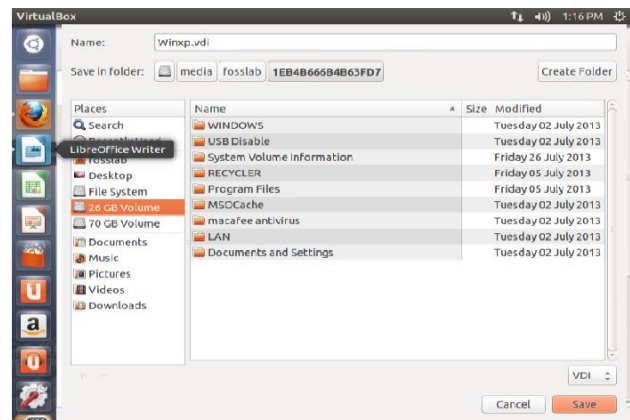 VirtualBox
1:16 PM
Name: Winxp.vdi
Save in folder: media fosslab 1EB4B666B4B63FD7 Create Folder
Places Name Size Modified
Search WINDOWS Tuesday 02 July 2013
Recently Used USB Disable Tuesday 02 July 2013
LibreOffice Writer
fosslab System Volume Information Friday 26 July 2013
Desktop RECYCLER Friday 05 July 2013
File System Program Files Friday 05 July 2013
26 GB Volume MSOCache Tuesday 02 July 2013
70 GB Volume macafee antivirus Tuesday 02 July 2013
LAN Tuesday 02 July 2013
Documents Documents and Settings Tuesday 02 July 2013
Music
Pictures
Videos
Downloads
VDI
Cancel Save